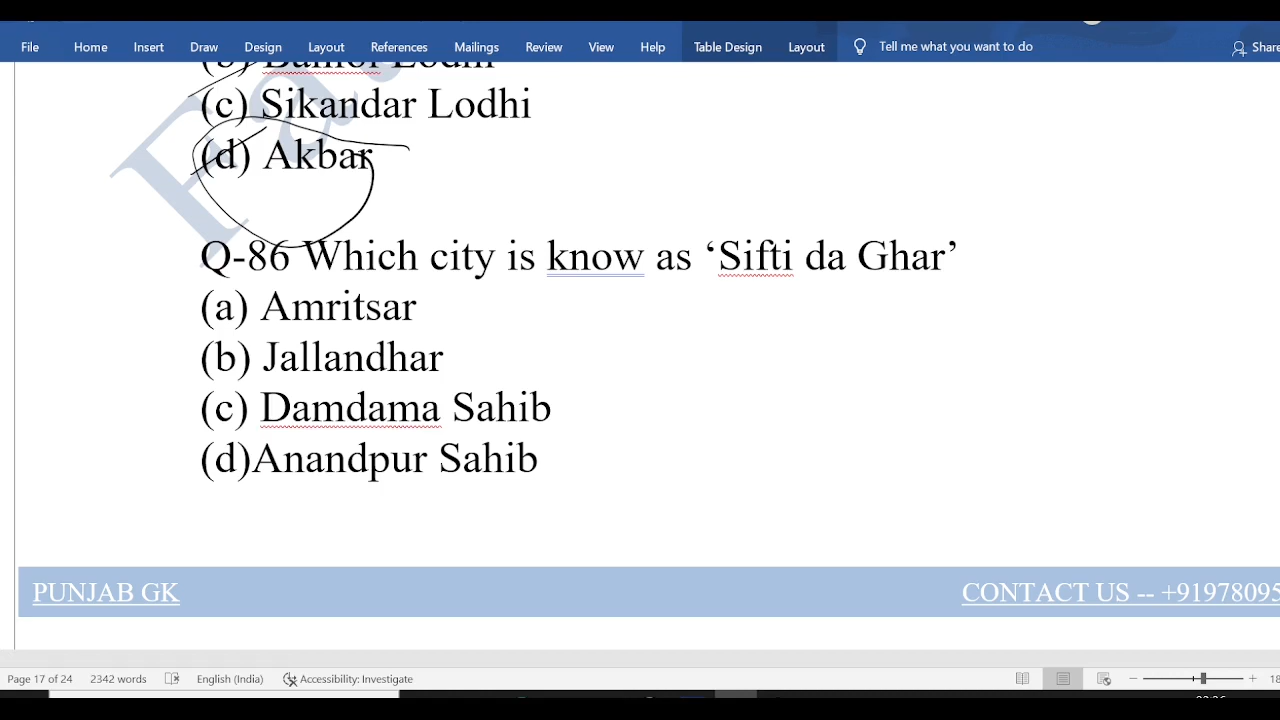 File Home Insert Draw Design Layout References Mailings Review View Help Table Design Layout Tell me what you want to do Share
(c) Sikandar Lodhi
(d) Akbar
Q-86 Which city is know as ‘Sifti da Ghar’
(a) Amritsar
(b) Jallandhar
(c) Damdama Sahib
(d)Anandpur Sahib
PUNJAB GK CONTACT US -- +91978095
Page 17 of 24 2342 words English (India) Accessibility: Investigate